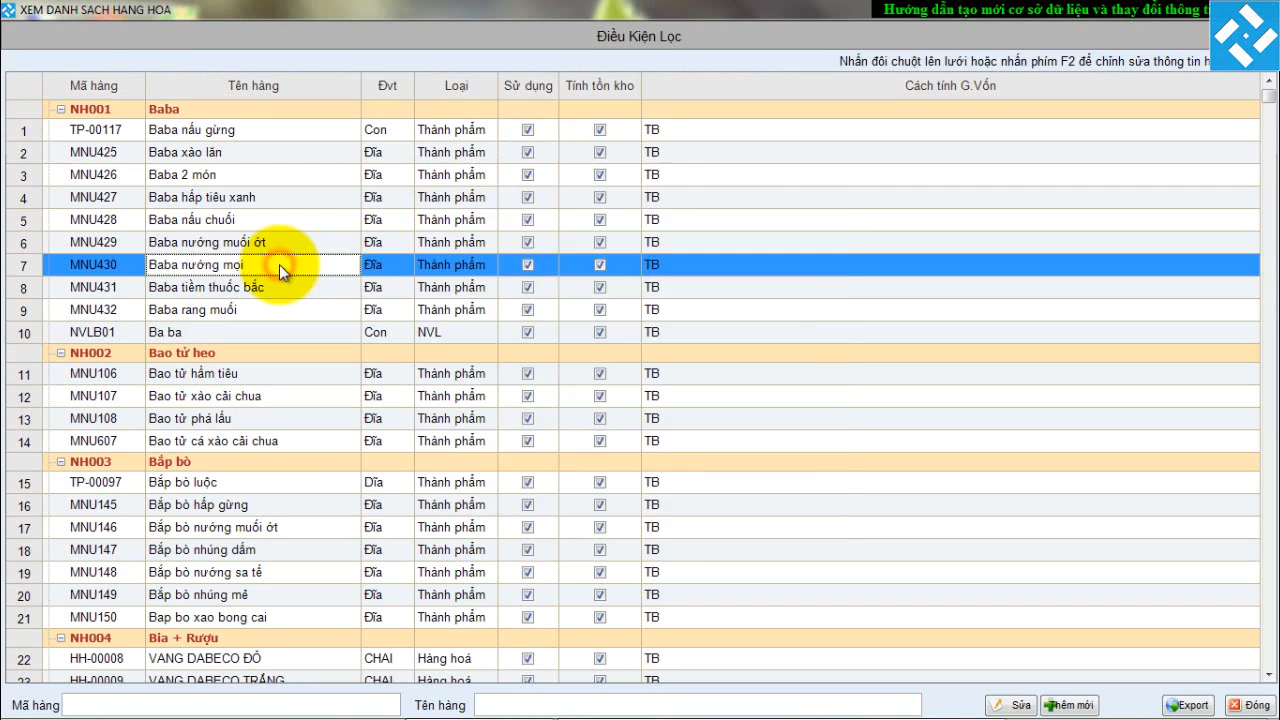 XEM DANH SACH HANG HOA
Hướng dẫn tạo mới cơ sở dữ liệu và thay đổi thông
Điều Kiện Lọc
Nhấn đôi chuột lên lưới hoặc nhấn phím F2 để chỉnh sửa thông tin
Mã hàng Tên hàng Đvt Loại Sử dụng Tính tồn kho Cách tính G.Vốn
NH001 Baba
1 TP-00117 Baba nấu gừng Con Thành phẩm TB
2 MNU425 Baba xào lăn Đĩa Thành phẩm TB
3 MNU426 Baba 2 món Đĩa Thành phẩm TB
4 MNU427 Baba hấp tiêu xanh Đĩa Thành phẩm TB
5 MNU428 Baba nấu chuối Đĩa Thành phẩm TB
6 MNU429 Baba nướng muối ớt Đĩa Thành phẩm TB
7 MNU430 Baba nướng mọi Đĩa Thành phẩm TB
8 MNU431 Baba tiềm thuốc bắc Đĩa Thành phẩm TB
9 MNU432 Baba rang muối Đĩa Thành phẩm TB
10 NVLB01 Ba ba Con NVL TB
NH002 Bao tử heo
11 MNU106 Bao tử hầm tiêu Đĩa Thành phẩm TB
12 MNU107 Bao tử xào cải chua Đĩa Thành phẩm TB
13 MNU108 Bao tử phá lấu Đĩa Thành phẩm TB
14 MNU607 Bao tử cá xào cải chua Đĩa Thành phẩm TB
NH003 Bắp bò
15 TP-00097 Bắp bò luộc Dĩa Thành phẩm TB
16 MNU145 Bắp bò hấp gừng Đĩa Thành phẩm TB
17 MNU146 Bắp bò nướng muối ớt Đĩa Thành phẩm TB
18 MNU147 Bắp bò nhúng dấm Đĩa Thành phẩm TB
19 MNU148 Bắp bò nướng sa tế Đĩa Thành phẩm TB
20 MNU149 Bắp bò nhúng mẻ Đĩa Thành phẩm TB
21 MNU150 Bap bo xao bong cai Đĩa Thành phẩm TB
NH004 Bia + Rượu
22 HH-00008 VANG DABECO ĐỎ CHAI Hàng hoá TB
23 HH-00009 VANG DABECO TRẮNG CHAI Hàng hoá TB
Mã hàng Tên hàng Sửa Thêm mới Export Đóng